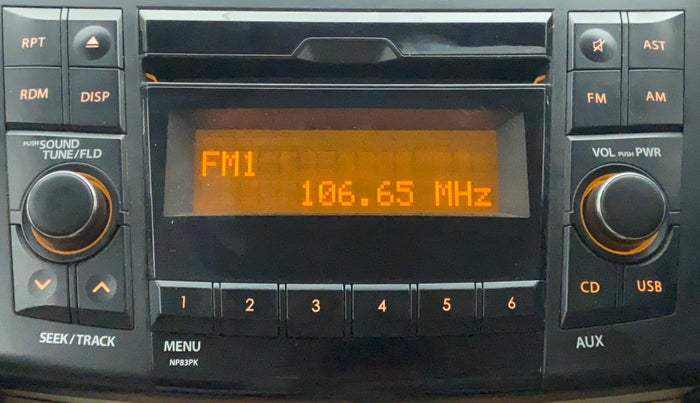 RPT
AST
RDM
DISP
FM
AM
PUSH SOUND
TUNE/FLD
VOL PUSH PWR
FM1
106.65 MHz
CD
USB
1 2 3 4 5 6
SEEK/TRACK
MENU
AUX
NP83PK